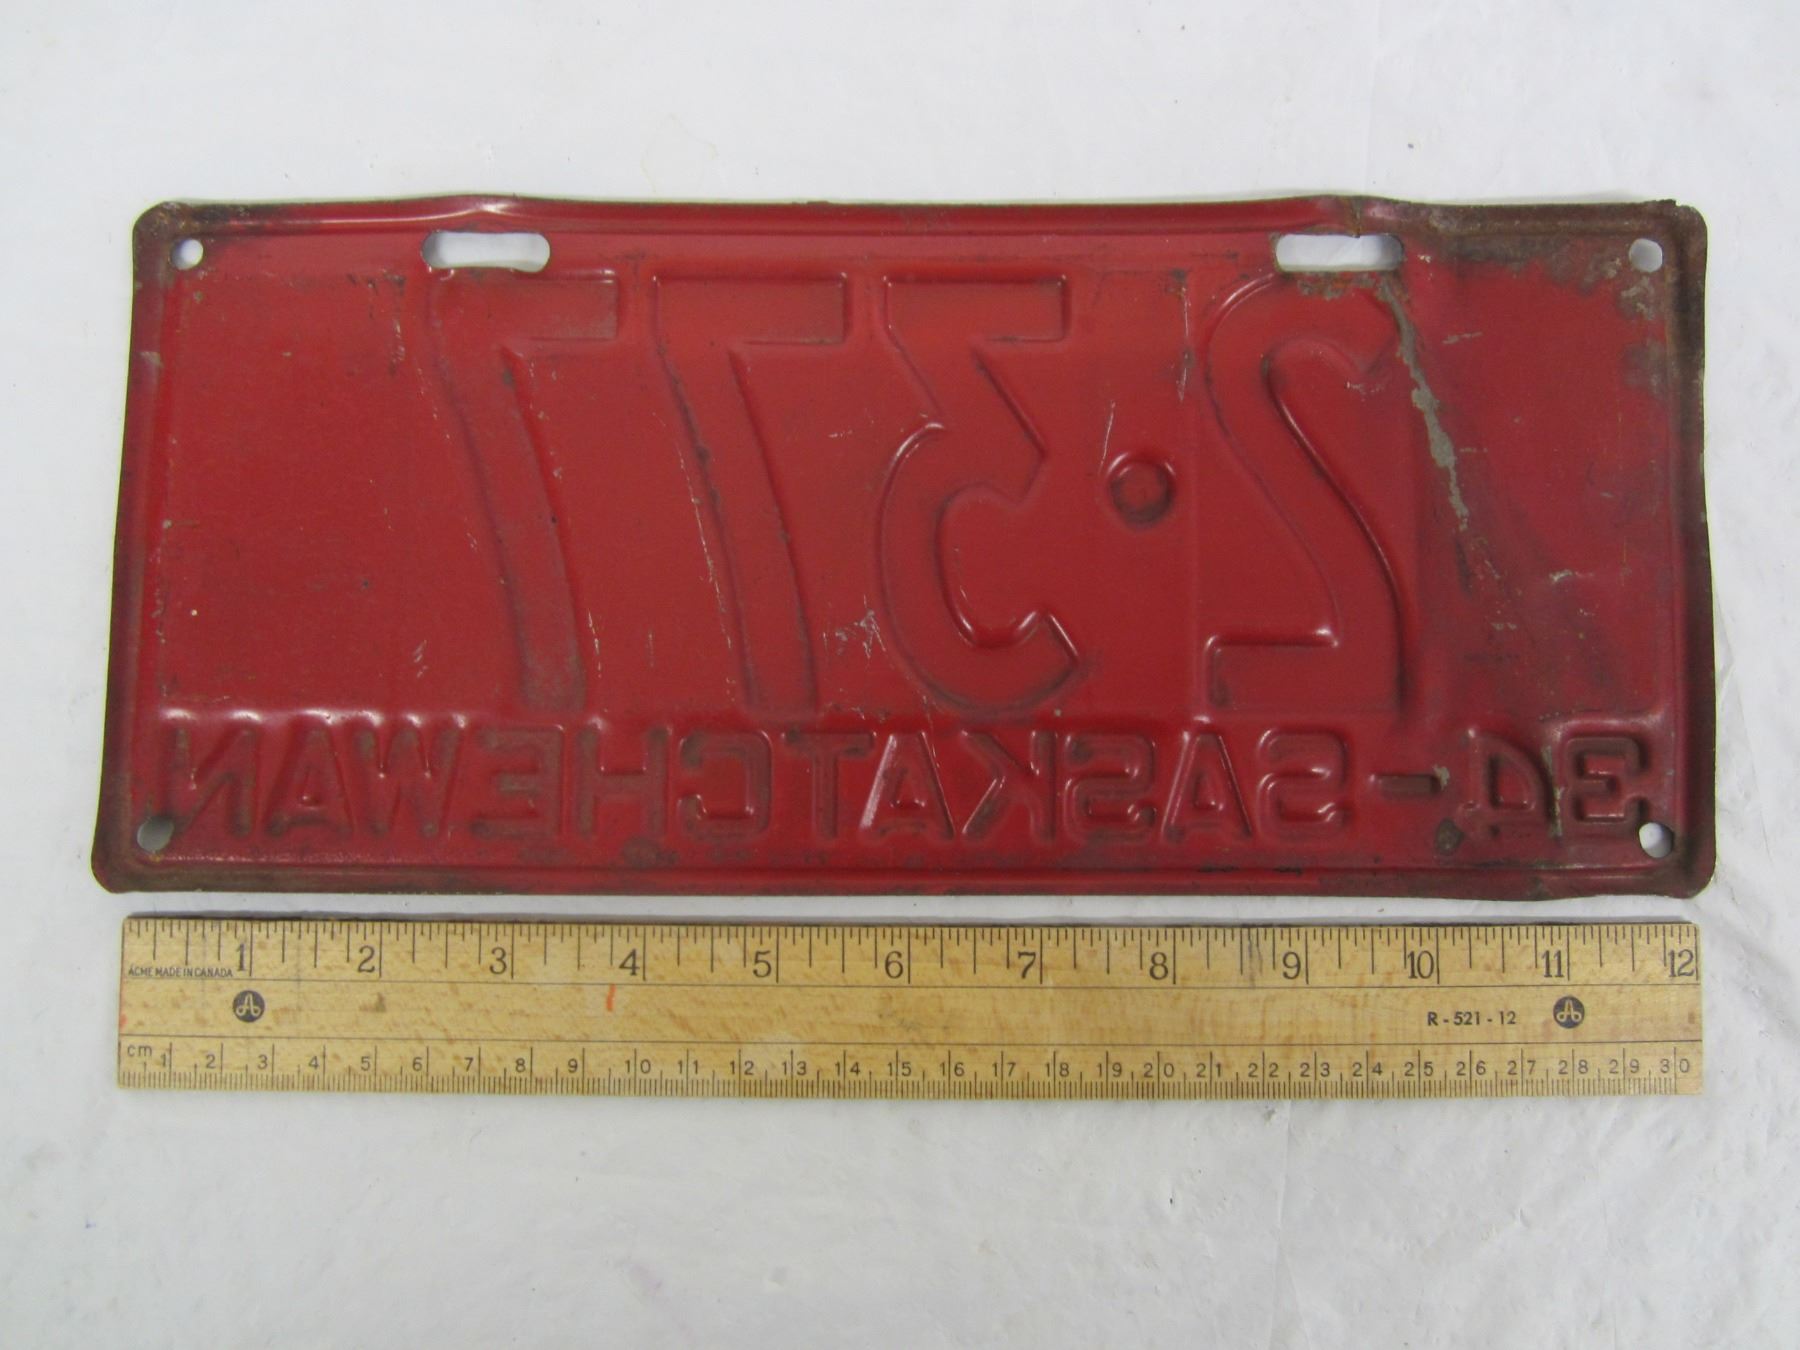 2·377
34-SASKATCHEWAN
1 2 3 4 5 6 7 8 9 10 11 12
ACME MADE IN CANADA
R-521-12
cm 1 2 3 4 5 6 7 8 9 10 11 12 13 14 15 16 17 18 19 20 21 22 23 24 25 26 27 28 29 30